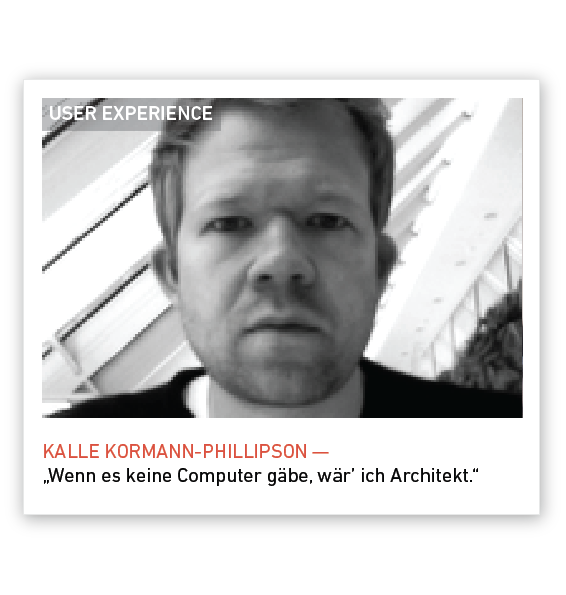 USER EXPERIENCE
KALLE KORMANN-PHILLIPSON —
„Wenn es keine Computer gäbe, wär’ ich Architekt.“